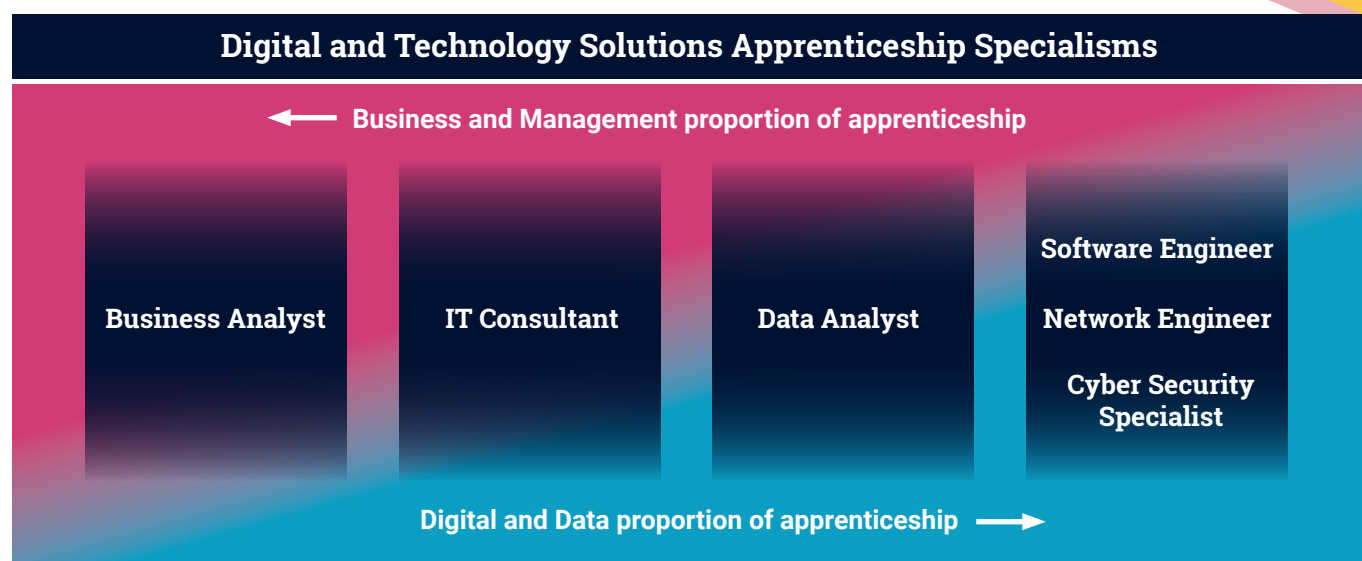 Digital and Technology Solutions Apprenticeship Specialisms
Business and Management proportion of apprenticeship
Business Analyst
IT Consultant
Data Analyst
Software Engineer
Network Engineer
Cyber Security
Specialist
Digital and Data proportion of apprenticeship